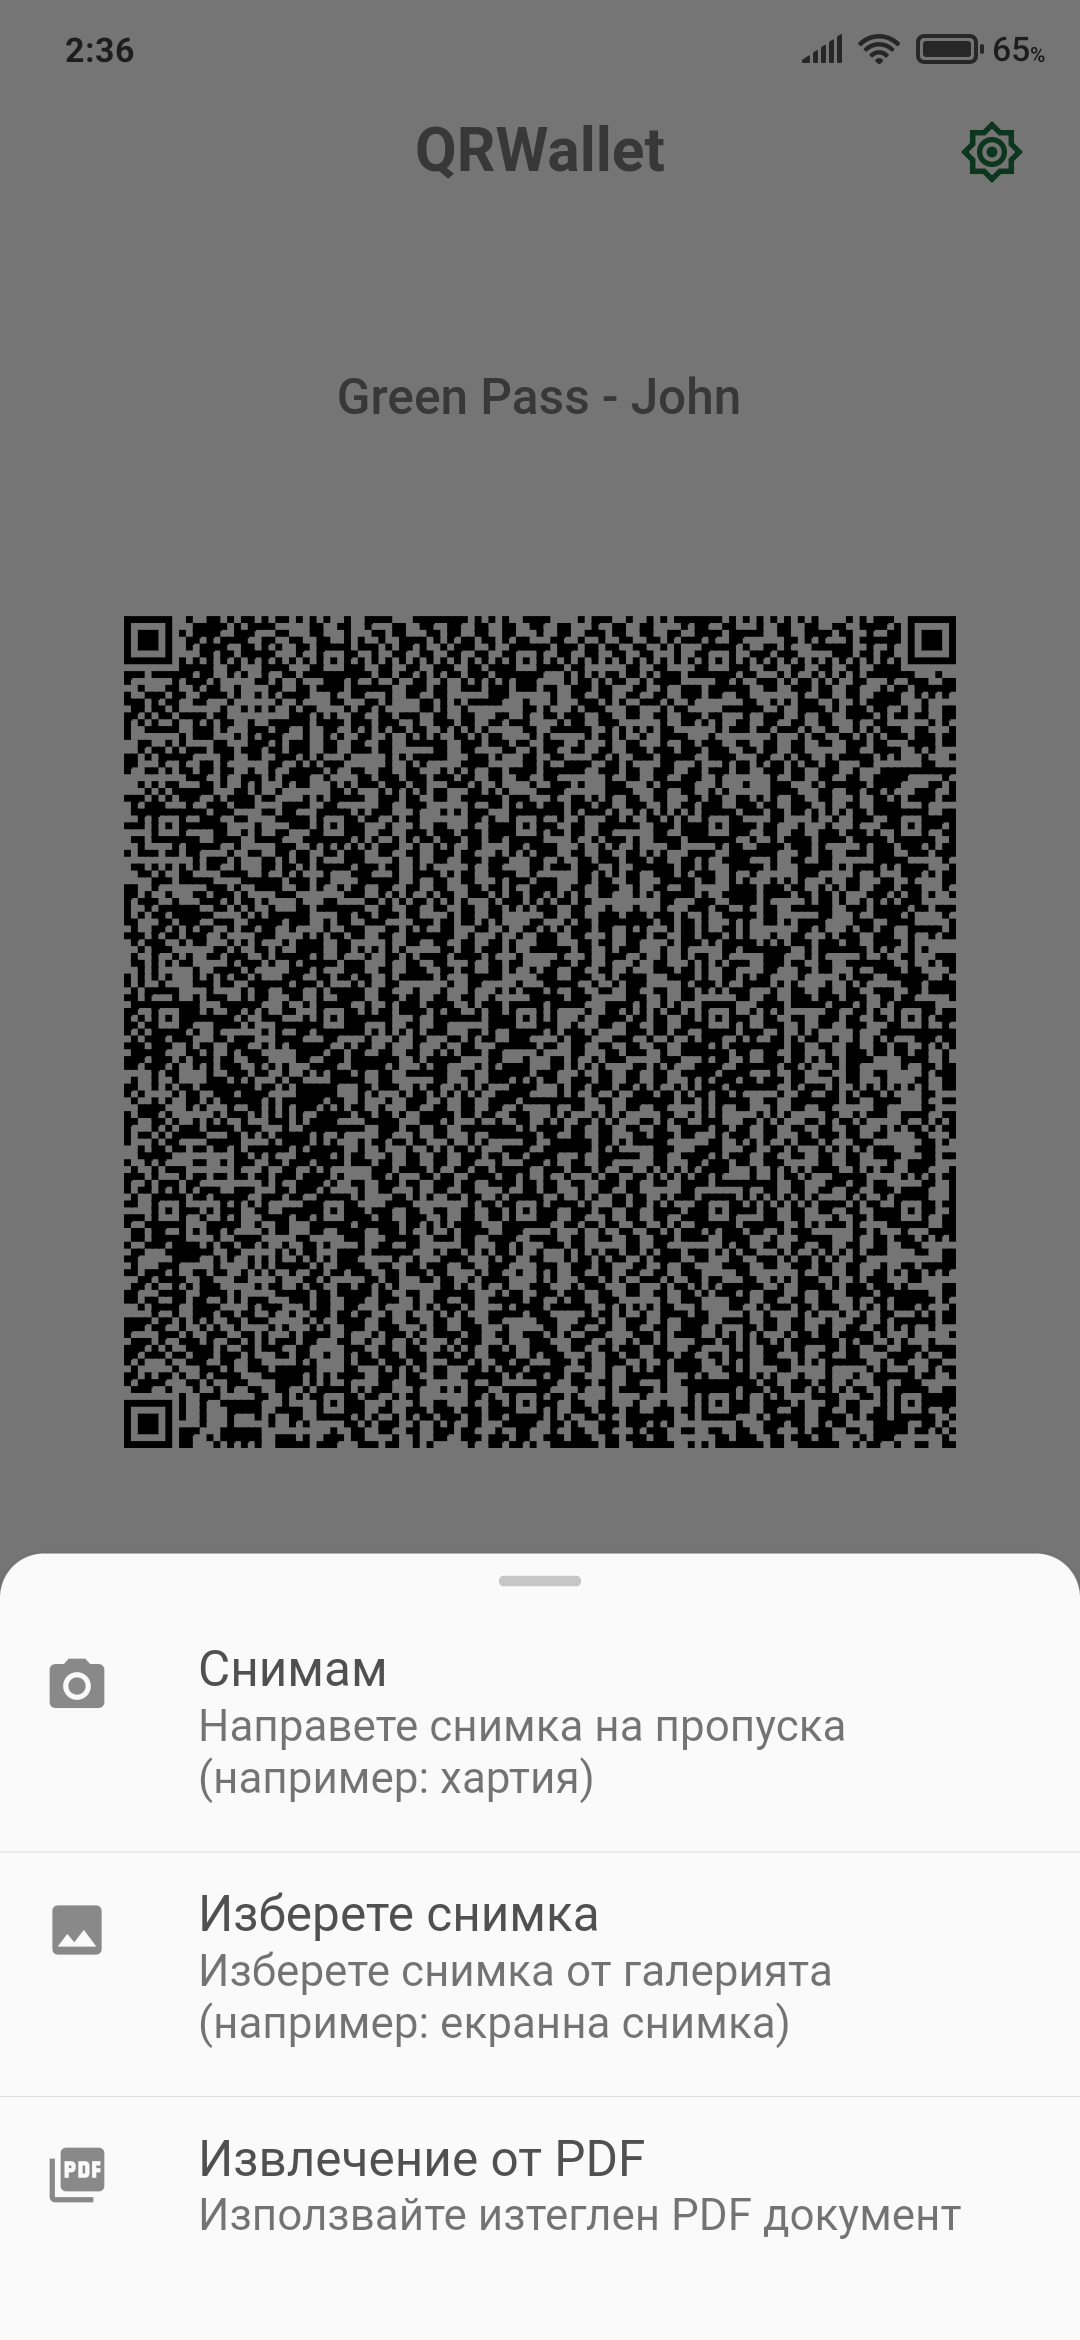 2:36
65%
QRWallet
Green Pass - John
Снимам
Направете снимка на пропуска
(например: хартия)
Изберете снимка
Изберете снимка от галерията
(например: екранна снимка)
PDF
Извлечение от PDF
Използвайте изтеглен PDF документ